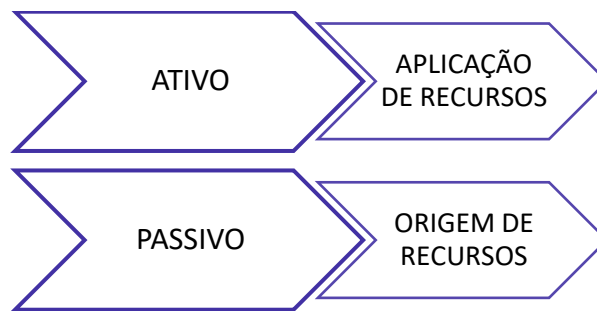 ATIVO
APLICAÇÃO
DE RECURSOS
PASSIVO
ORIGEM DE
RECURSOS